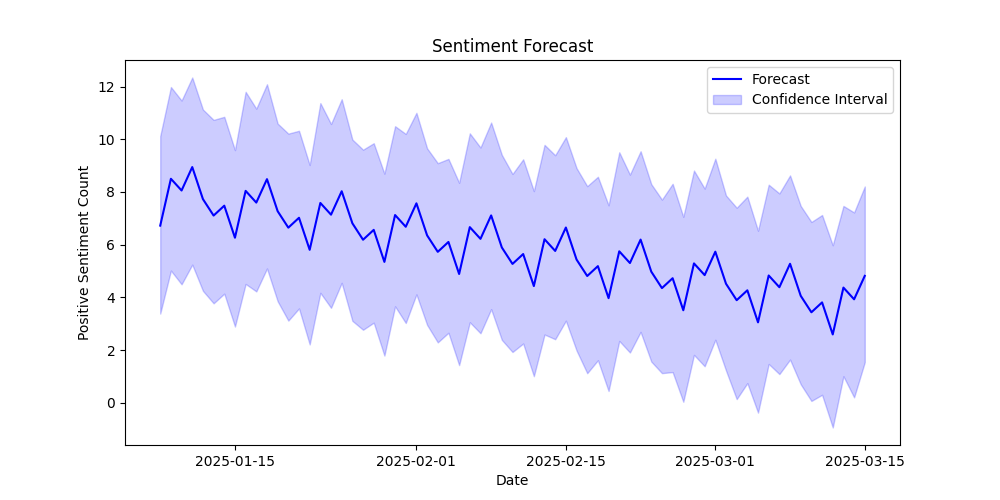 Sentiment Forecast
Forecast
Confidence Interval
Positive Sentiment Count
12
10
8
6
4
2
0
2025-01-15
2025-02-01
2025-02-15
2025-03-01
2025-03-15
Date